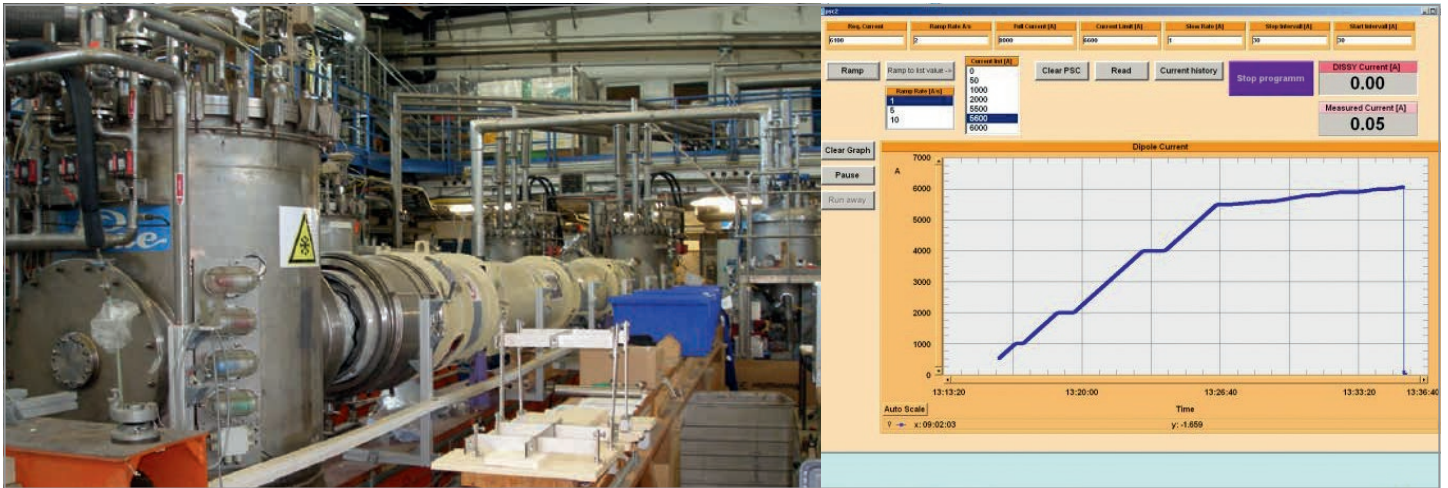 psc2
Req. Current
Ramp Rate A/s
Pull Current [A]
Current Limit [A]
Slow Rate [A]
Stop Intervall [A]
Start Intervall [A]
6100
2
6000
6600
1
30
30
Ramp
Ramp to list value ->
Current list [A]
0
50
1000
2000
5500
5600
6000
Ramp Rate [A/s]
1
5
10
Clear PSC
Read
Current history
Stop programm
DISSY Current [A]
0.00
Measured Current [A]
0.05
Clear Graph
Pause
Run away
Dipole Current
A
7000
6000
5000
4000
3000
2000
1000
0
13:13:20
13:20:00
13:26:40
13:33:20
13:36:40
Auto Scale
Time
x: 09:02:03
y: -1.659